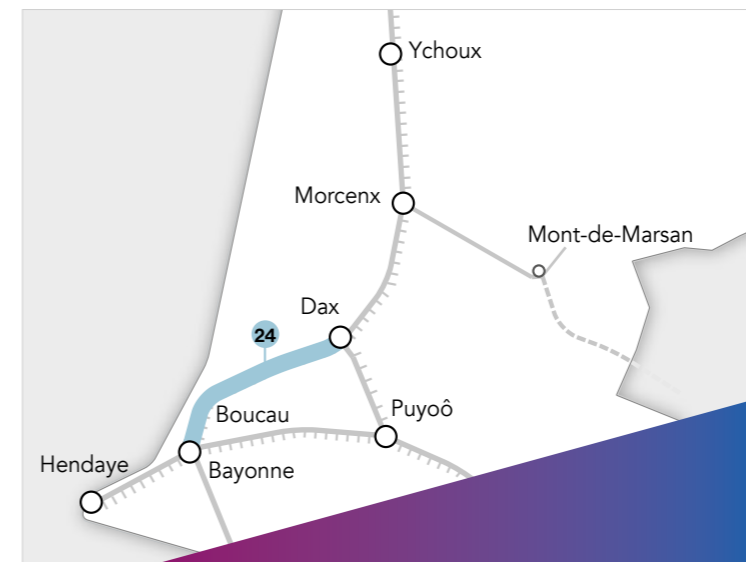 Ychoux
Morcenx
Mont-de-Marsan
Dax
24
Boucau
Puyoô
Hendaye
Bayonne